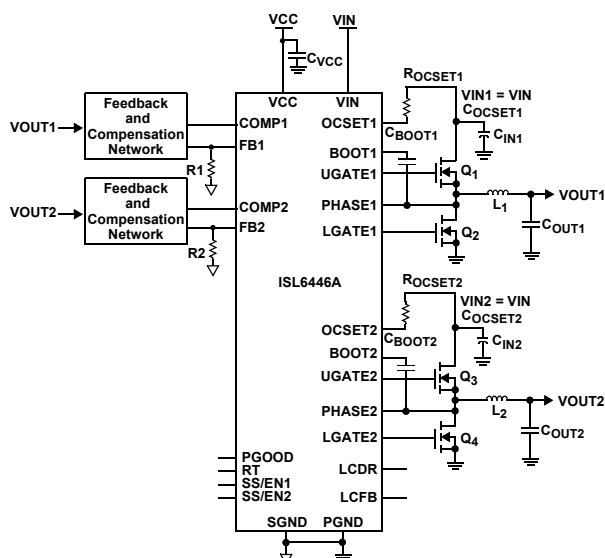 VCC
VIN
CVCC
VCC
VIN
VOUT1
Feedback
and
Compensation
Network
COMP1
FB1
R1
VOUT2
Feedback
and
Compensation
Network
COMP2
FB2
R2
ISL6446A
OCSET1
BOOT1
UGATE1
PHASE1
LGATE1
ROCSET1
VIN1 = VIN
COCSET1
CBOOT1
CIN1
Q1
L1
VOUT1
COUT1
Q2
OCSET2
BOOT2
UGATE2
PHASE2
LGATE2
ROCSET2
VIN2 = VIN
COCSET2
CBOOT2
CIN2
Q3
L2
VOUT2
COUT2
Q4
PGOOD
RT
SS/EN1
SS/EN2
LCDR
LCFB
SGND
PGND